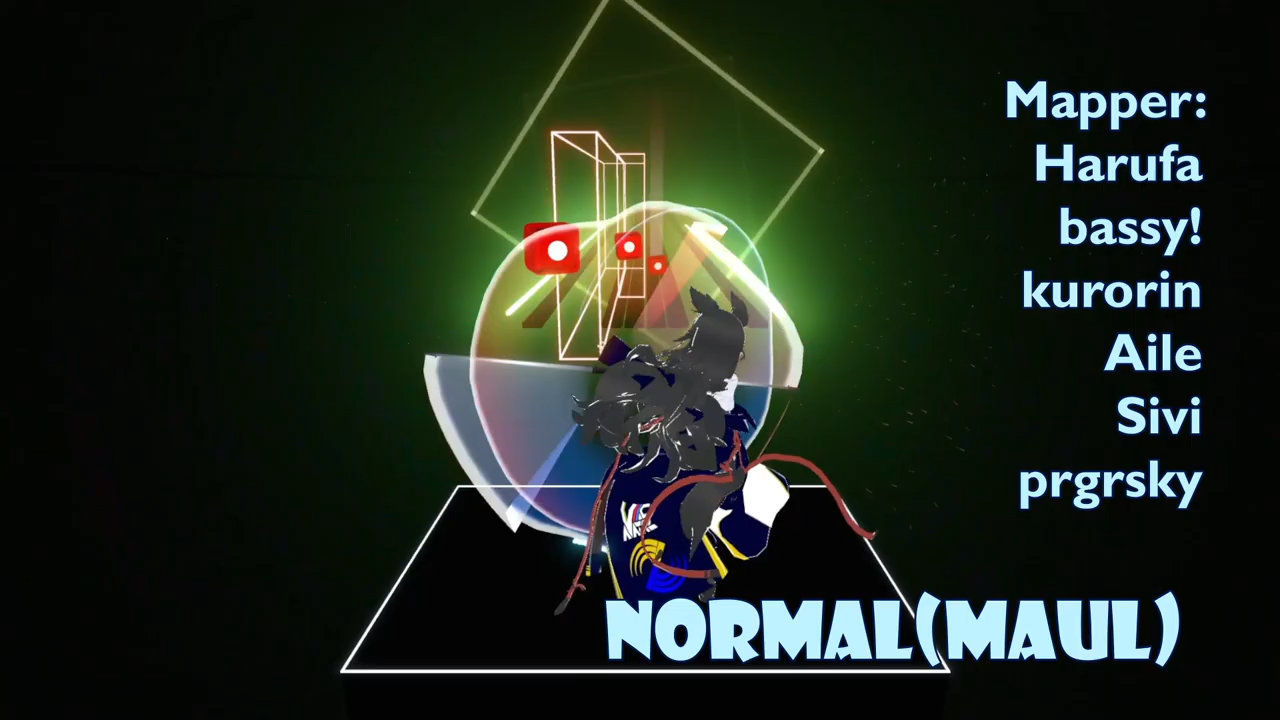 Mapper:
Harufa
bassy!
kurorin
Aile
Sivi
prgrsky
NORMAL(MAUL)